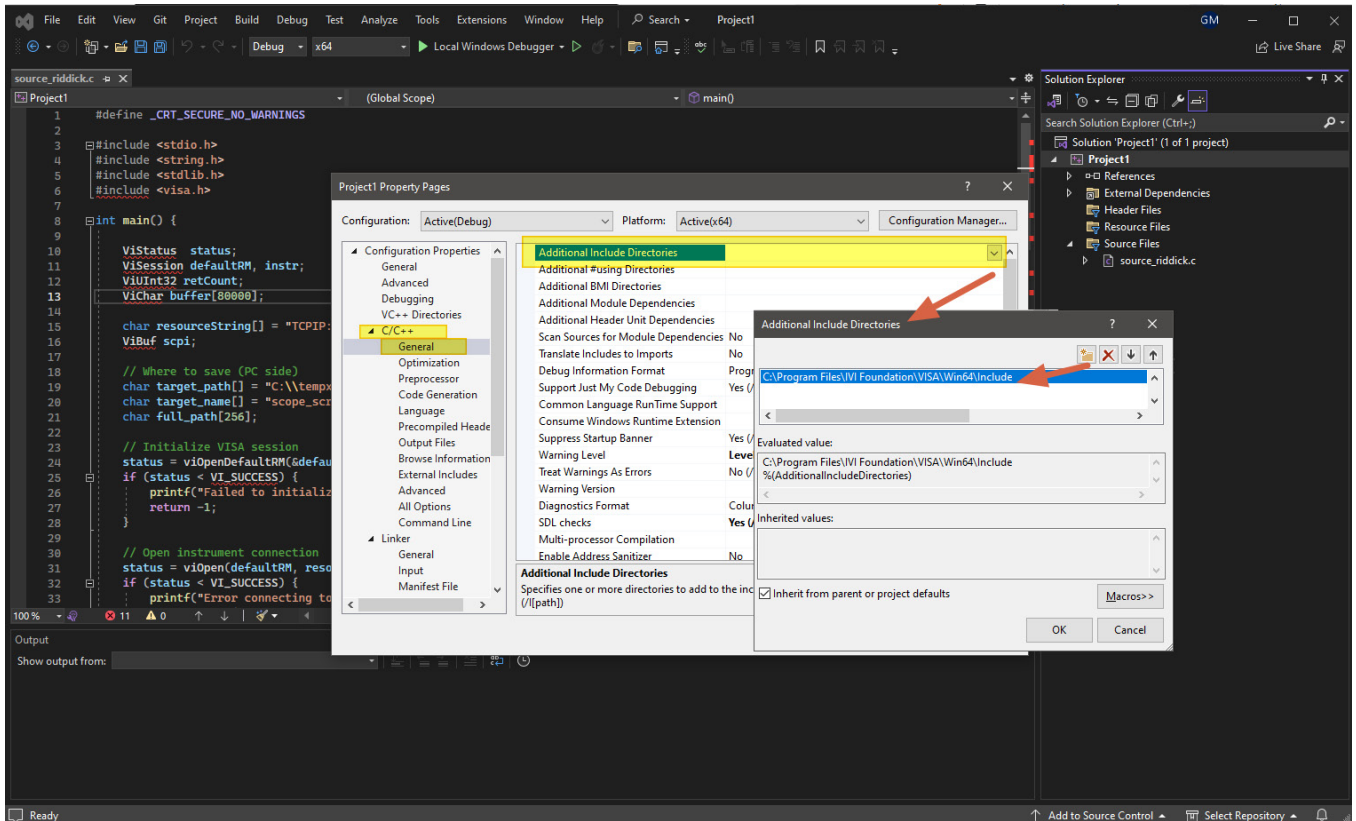 File Edit View Git Project Build Debug Test Analyze Tools Extensions Window Help Search Project1 GM
Debug x64 Local Windows Debugger Live Share
source_riddick.c
Project1 (Global Scope) main()
1 #define _CRT_SECURE_NO_WARNINGS
2
3 #include <stdio.h>
4 #include <string.h>
5 #include <stdlib.h>
6 #include <visa.h>
7
8 int main() {
9
10 ViStatus status;
11 ViSession defaultRM, instr;
12 ViUInt32 retCount;
13 ViChar buffer[80000];
14
15 char resourceString[] = "TCPIP:
16 ViBuf scpi;
17
18 // Where to save (PC side)
19 char target_path[] = "C:\\tempx
20 char target_name[] = "scope_scr
21 char full_path[256];
22
23 // Initialize VISA session
24 status = viOpenDefaultRM(&defau
25 if (status < VI_SUCCESS) {
26 printf("Failed to initializ
27 return -1;
28 }
29
30 // Open instrument connection
31 status = viOpen(defaultRM, reso
32 if (status < VI_SUCCESS) {
33 printf("Error connecting to
100 % 11 0
Output
Show output from:
Project1 Property Pages ?
Configuration: Active(Debug) Platform: Active(x64) Configuration Manager...
Configuration Properties
General
Advanced
Debugging
VC++ Directories
C/C++
General
Optimization
Preprocessor
Code Generation
Language
Precompiled Heade
Output Files
Browse Information
External Includes
Advanced
All Options
Command Line
Linker
General
Input
Manifest File
Additional Include Directories
Additional #using Directories
Additional BMI Directories
Additional Module Dependencies
Additional Header Unit Dependencies
Scan Sources for Module Dependencies No
Translate Includes to Imports No
Debug Information Format Progr
Support Just My Code Debugging Yes (/
Common Language RunTime Support
Consume Windows Runtime Extension
Suppress Startup Banner Yes (/
Warning Level Leve
Treat Warnings As Errors No (/
Warning Version
Diagnostics Format Colu
SDL checks Yes (/
Multi-processor Compilation
Enable Address Sanitizer No
Additional Include Directories
Specifies one or more directories to add to the inc
(/I[path])
Additional Include Directories ?
C:\Program Files\IVI Foundation\VISA\Win64\Include
Evaluated value:
C:\Program Files\IVI Foundation\VISA\Win64\Include
%(AdditionalIncludeDirectories)
Inherited values:
Inherit from parent or project defaults
Macros>>
OK Cancel
Solution Explorer
Search Solution Explorer (Ctrl+;)
Solution 'Project1' (1 of 1 project)
Project1
References
External Dependencies
Header Files
Resource Files
Source Files
source_riddick.c
Ready Add to Source Control Select Repository